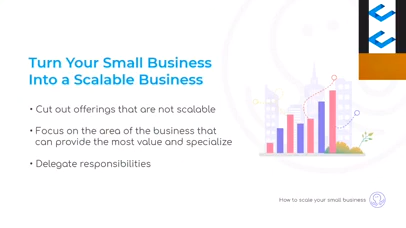 Turn Your Small Business
Into a Scalable Business
• Cut out offerings that are not scalable
• Focus on the area of the business that
can provide the most value and specialize
• Delegate responsibilities
How to scale your small business